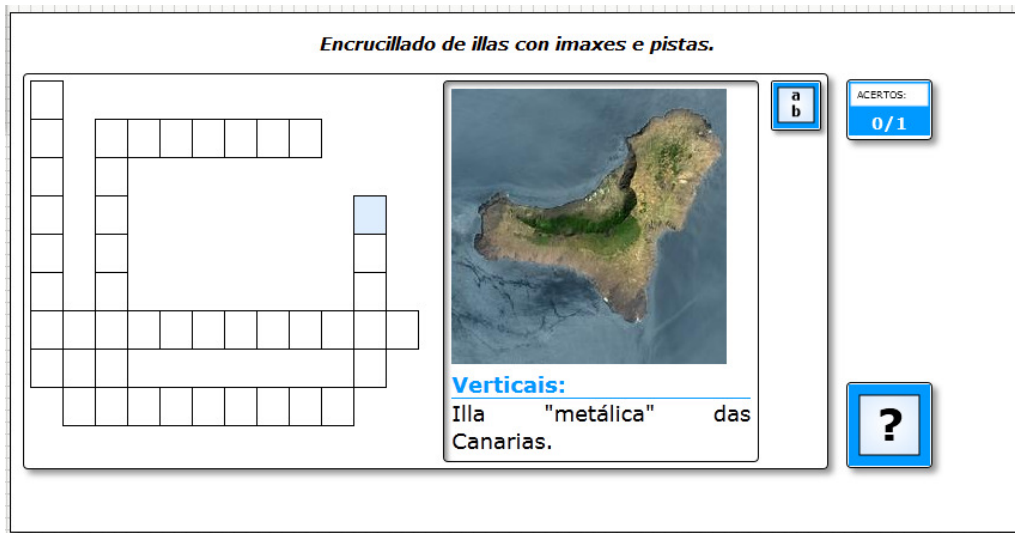 Encrucillado de illas con imaxes e pistas.
a
b
ACERTOS:
0/1
Verticais:
Illa "metálica" das
Canarias.
?